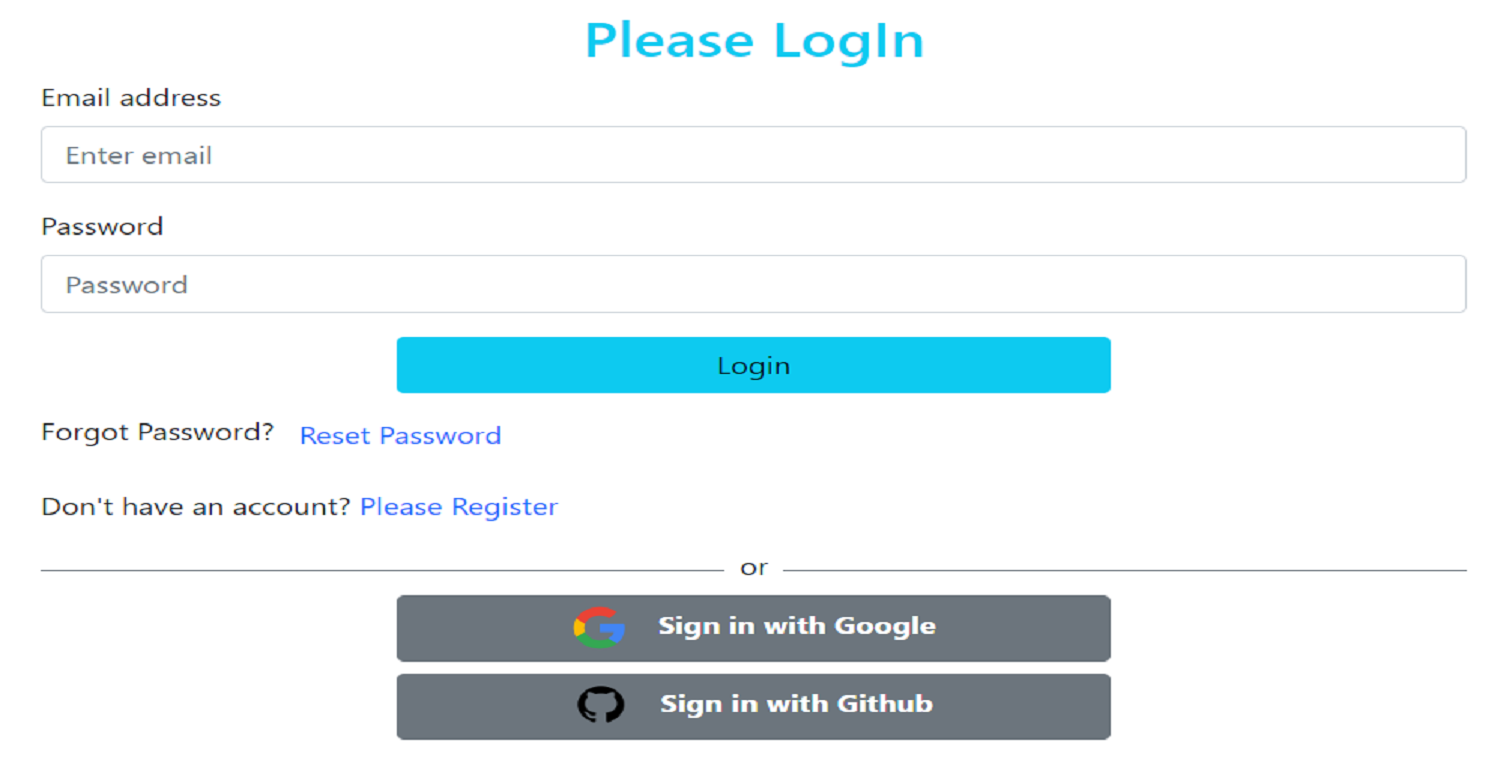 Please LogIn
Email address
Enter email
Password
Password
Login
Forgot Password? Reset Password
Don't have an account? Please Register
or
Sign in with Google
Sign in with Github